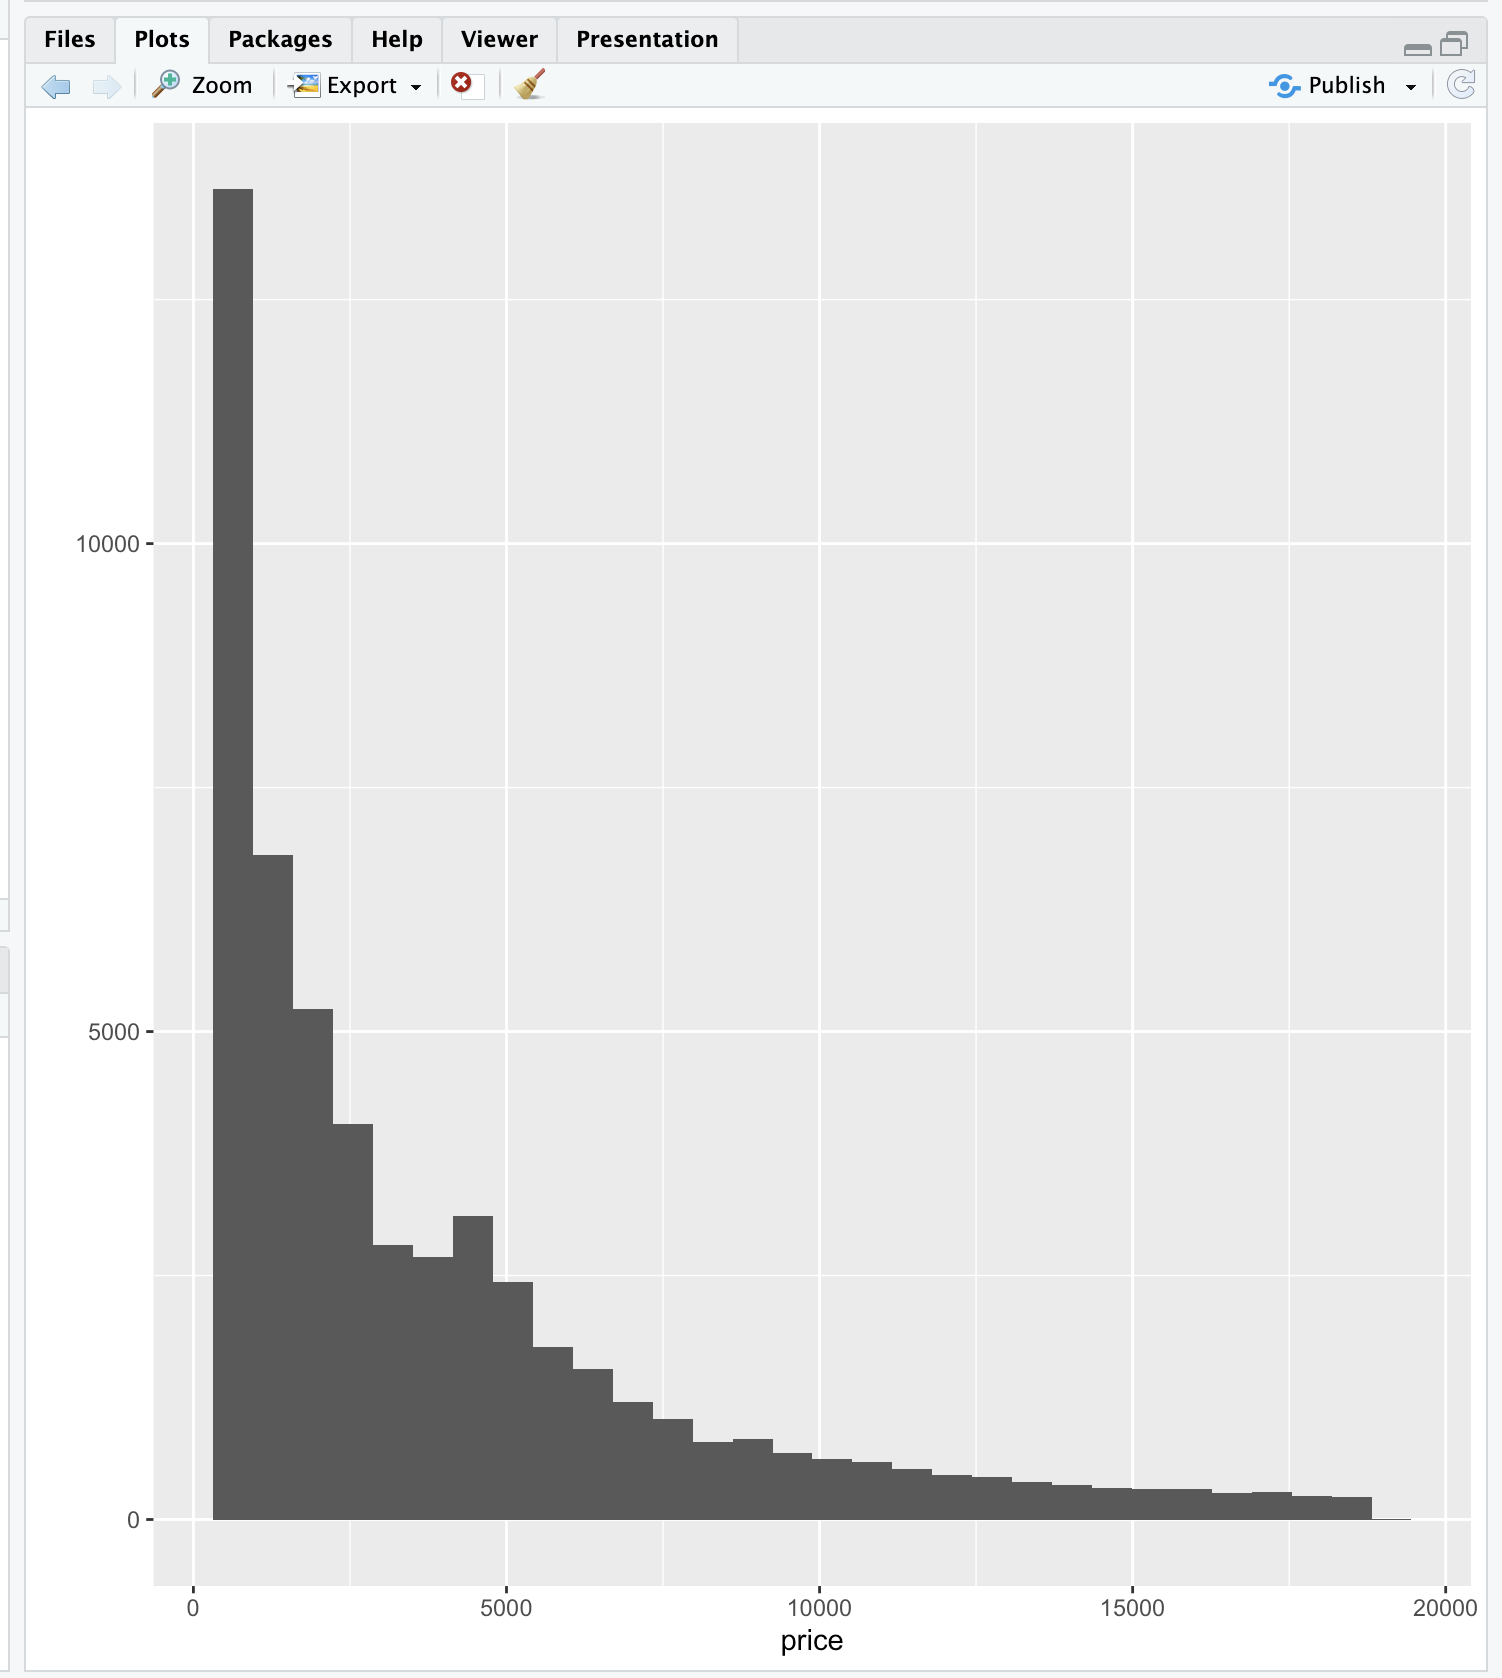 Files Plots Packages Help Viewer Presentation
Zoom Export Publish
10000
5000
0
0 5000 10000 15000 20000
price